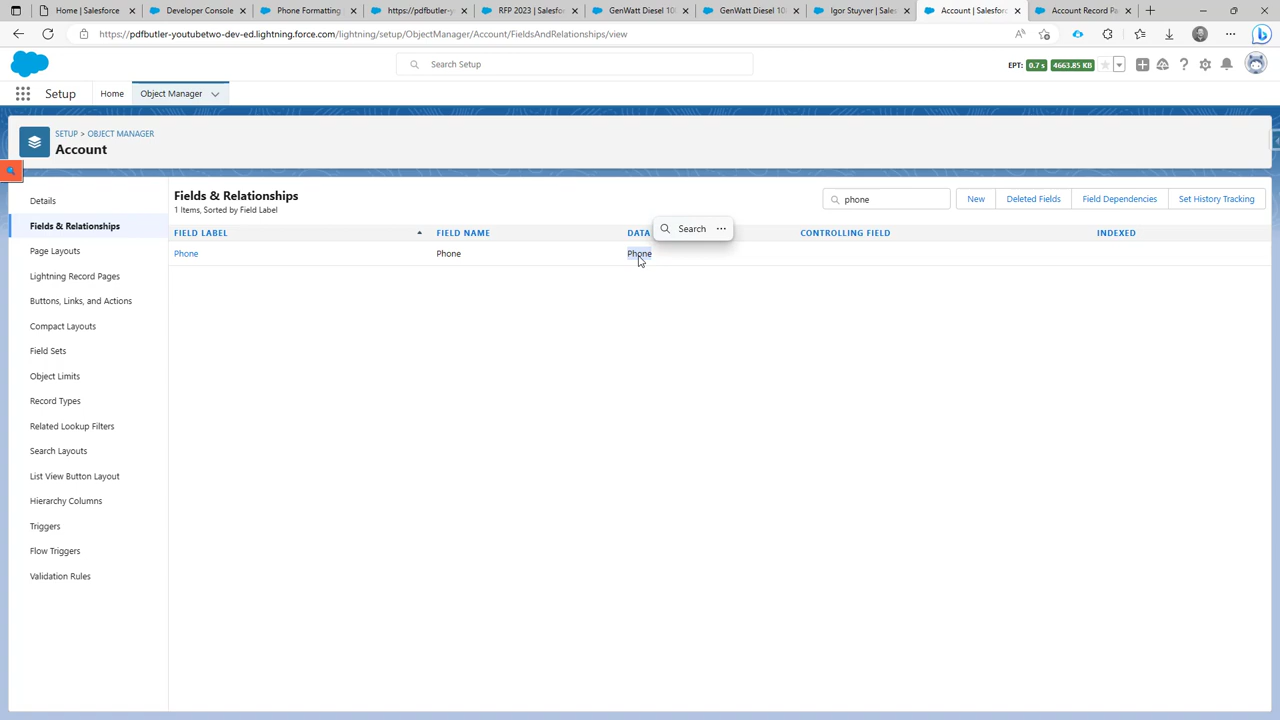 Home | Salesforce
Developer Console
Phone Formatting
https://pdfbutler-y
RFP 2023 | Salesf
GenWatt Diesel 10
GenWatt Diesel 10
Igor Stuyver | Sales
Account | Salesfor
Account Record Pa
https://pdfbutler-youtubetwo-dev-ed.lightning.force.com/lightning/setup/ObjectManager/Account/FieldsAndRelationships/view
Search Setup
EPT: 0.7 s 4663.85 KB
Setup
Home
Object Manager
SETUP > OBJECT MANAGER
Account
Details
Fields & Relationships
Page Layouts
Lightning Record Pages
Buttons, Links, and Actions
Compact Layouts
Field Sets
Object Limits
Record Types
Related Lookup Filters
Search Layouts
List View Button Layout
Hierarchy Columns
Triggers
Flow Triggers
Validation Rules
Fields & Relationships
1 Items, Sorted by Field Label
phone
New
Deleted Fields
Field Dependencies
Set History Tracking
Search
FIELD LABEL FIELD NAME DATA CONTROLLING FIELD INDEXED
Phone Phone Phone